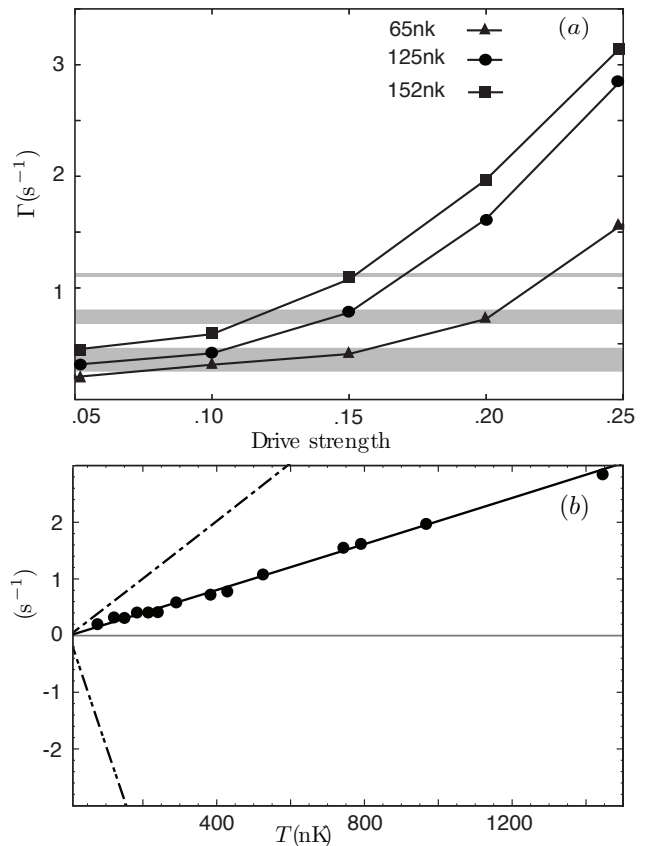 (a)
65nk
125nk
152nk
3
2
1
Γ(s⁻¹)
.05 .10 .15 .20 .25
Drive strength
(b)
2
1
0
-1
-2
(s⁻¹)
400 800 1200
T(nK)